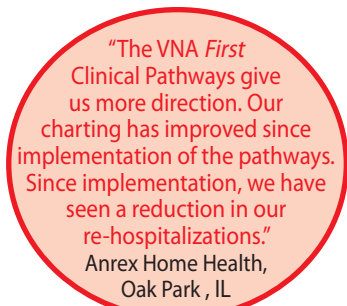 “The VNA First
Clinical Pathways give
us more direction. Our
charting has improved since
implementation of the pathways.
Since implementation, we have
seen a reduction in our
re-hospitalizations.”
Anrex Home Health,
Oak Park , IL